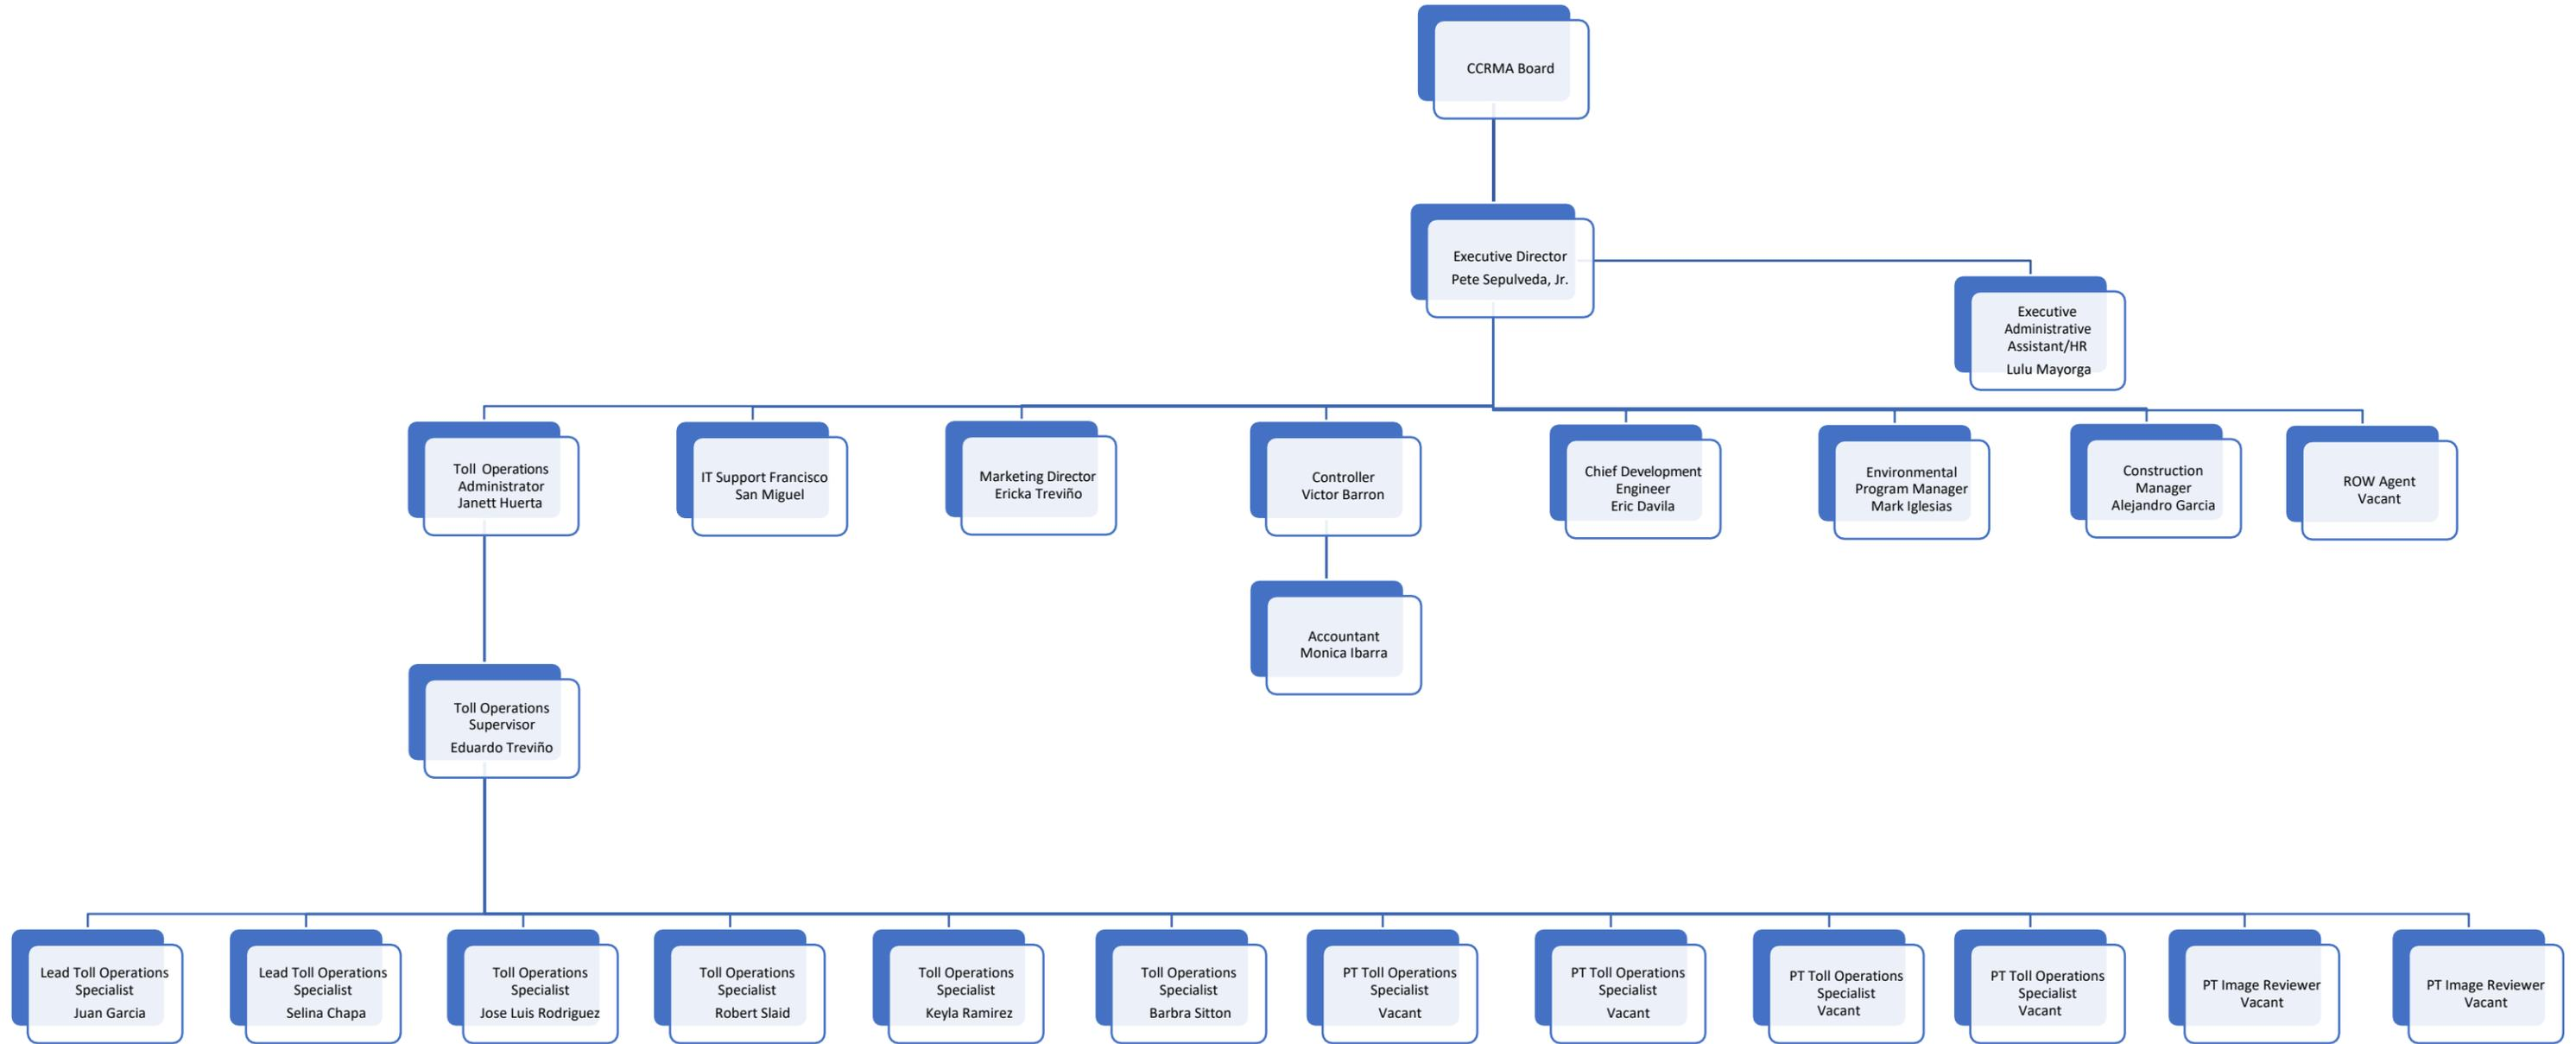 CCRMA Board
Executive Director
Pete Sepulveda, Jr.
Executive
Administrative
Assistant/HR
Lulu Mayorga
Toll Operations
Administrator
Janett Huerta
IT Support Francisco
San Miguel
Marketing Director
Ericka Treviño
Controller
Victor Barron
Chief Development
Engineer
Eric Davila
Environmental
Program Manager
Mark Iglesias
Construction
Manager
Alejandro Garcia
ROW Agent
Vacant
Accountant
Monica Ibarra
Toll Operations
Supervisor
Eduardo Treviño
Lead Toll Operations
Specialist
Juan Garcia
Lead Toll Operations
Specialist
Selina Chapa
Toll Operations
Specialist
Jose Luis Rodriguez
Toll Operations
Specialist
Robert Slaid
Toll Operations
Specialist
Keyla Ramirez
Toll Operations
Specialist
Barbra Sitton
PT Toll Operations
Specialist
Vacant
PT Toll Operations
Specialist
Vacant
PT Toll Operations
Specialist
Vacant
PT Toll Operations
Specialist
Vacant
PT Image Reviewer
Vacant
PT Image Reviewer
Vacant